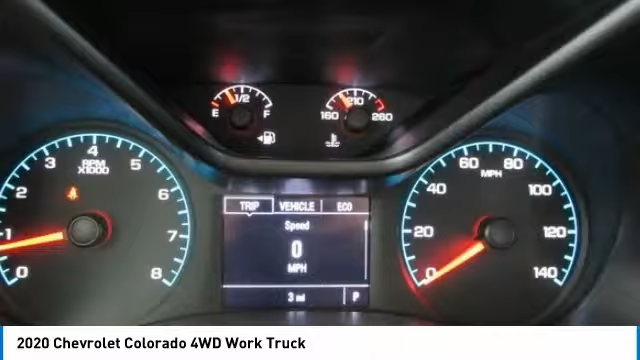 1/2
E F
210
160 260
0 1 2 3 4 5 6 7 8
RPM
X1000
TRIP VEHICLE ECO
Speed
0
MPH
3 mi P
0 20 40 60 80 100 120 140
MPH
2020 Chevrolet Colorado 4WD Work Truck